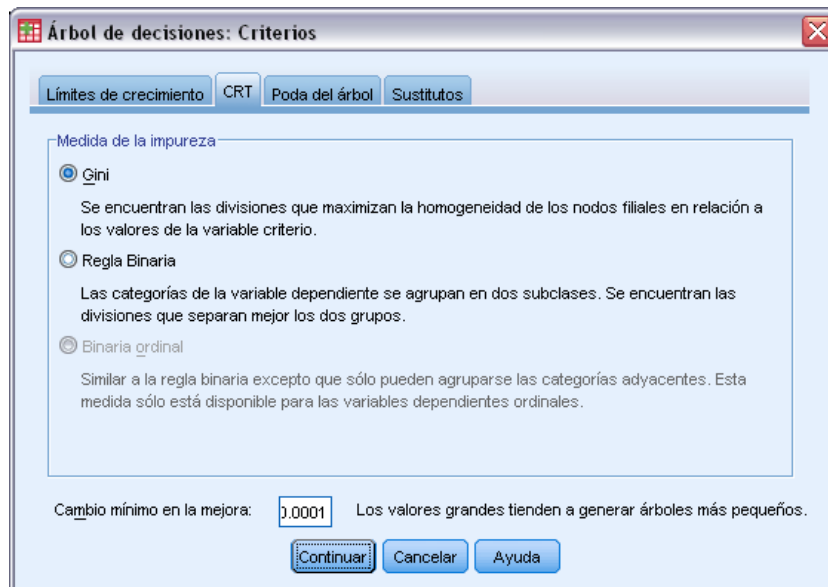 Árbol de decisiones: Criterios
Límites de crecimiento CRT Poda del árbol Sustitutos
Medida de la impureza
Gini
Se encuentran las divisiones que maximizan la homogeneidad de los nodos filiales en relación a
los valores de la variable criterio.
Regla Binaria
Las categorías de la variable dependiente se agrupan en dos subclases. Se encuentran las
divisiones que separan mejor los dos grupos.
Binaria ordinal
Similar a la regla binaria excepto que sólo pueden agruparse las categorías adyacentes. Esta
medida sólo está disponible para las variables dependientes ordinales.
Cambio mínimo en la mejora: 0.0001 Los valores grandes tienden a generar árboles más pequeños.
Continuar Cancelar Ayuda